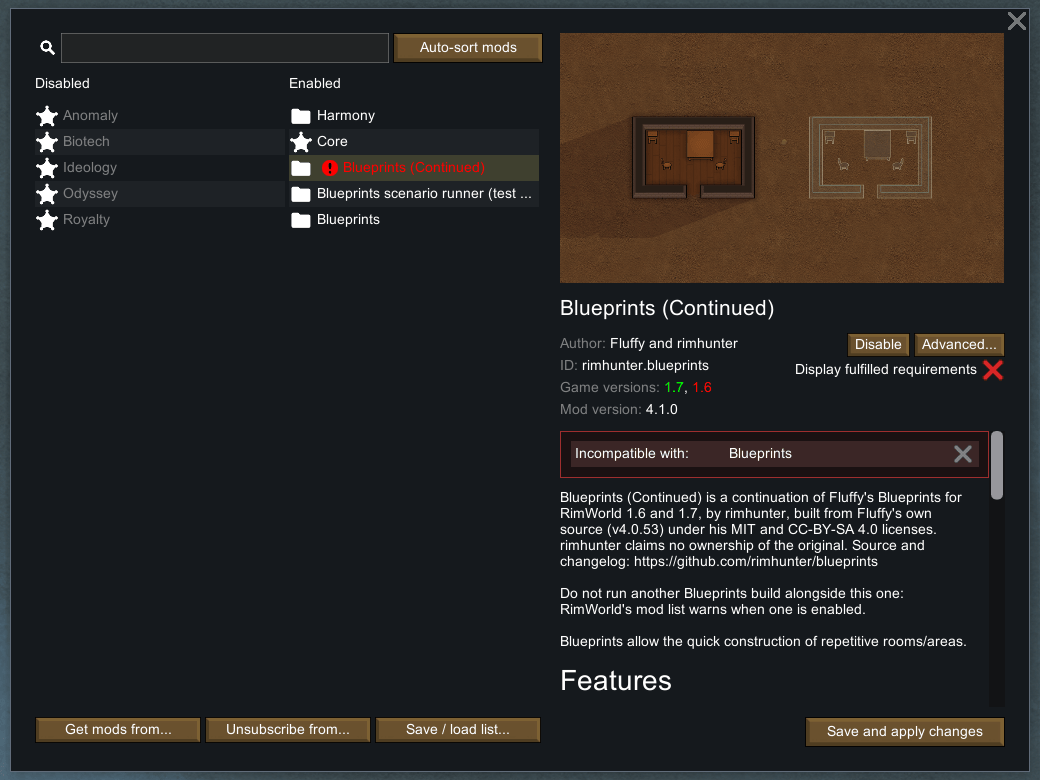 Auto-sort mods
Disabled
Enabled
Anomaly
Biotech
Ideology
Odyssey
Royalty
Harmony
Core
Blueprints (Continued)
Blueprints scenario runner (test ...
Blueprints
Blueprints (Continued)
Author: Fluffy and rimhunter
ID: rimhunter.blueprints
Game versions: 1.7, 1.6
Mod version: 4.1.0
Disable
Advanced...
Display fulfilled requirements
Incompatible with: Blueprints
Blueprints (Continued) is a continuation of Fluffy's Blueprints for
RimWorld 1.6 and 1.7, by rimhunter, built from Fluffy's own
source (v4.0.53) under his MIT and CC-BY-SA 4.0 licenses.
rimhunter claims no ownership of the original. Source and
changelog: https://github.com/rimhunter/blueprints
Do not run another Blueprints build alongside this one:
RimWorld's mod list warns when one is enabled.
Blueprints allow the quick construction of repetitive rooms/areas.
Features
Get mods from...
Unsubscribe from...
Save / load list...
Save and apply changes